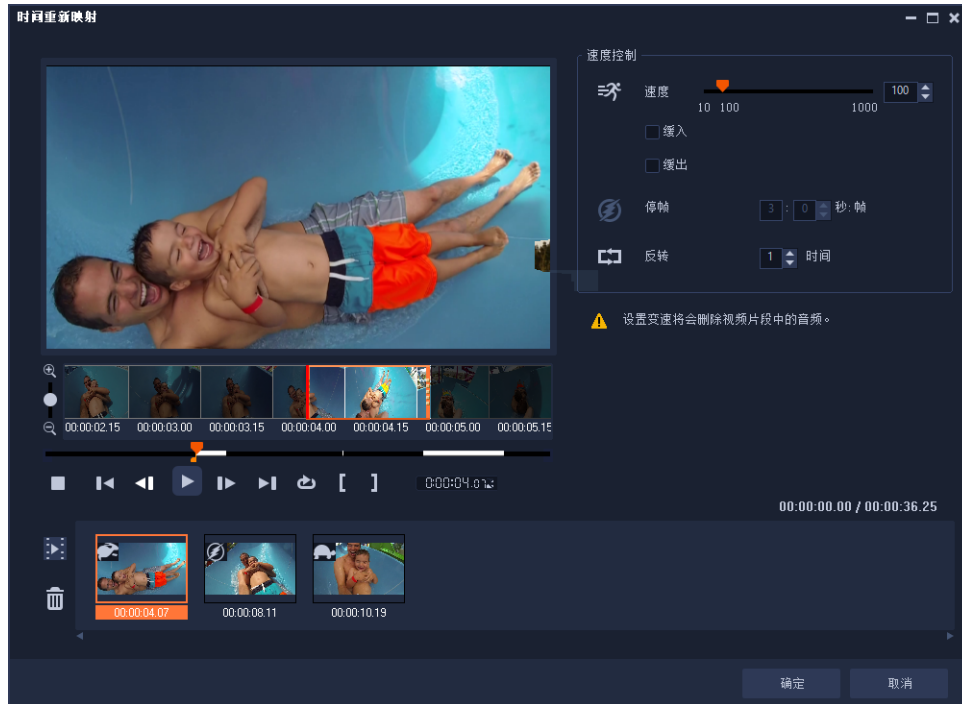 时间重新映射
速度控制
速度
100
10 100 1000
缓入
缓出
停帧 3 : 0 秒: 帧
反转 1 时间
设置变速将会删除视频片段中的音频。
00:00:02.15 00:00:03.00 00:00:03.15 00:00:04.00 00:00:04.15 00:00:05.00 00:00:05.15
00:00:00.00 / 00:00:36.25
00:00:04.07 00:00:08.11 00:00:10.19
确定 取消